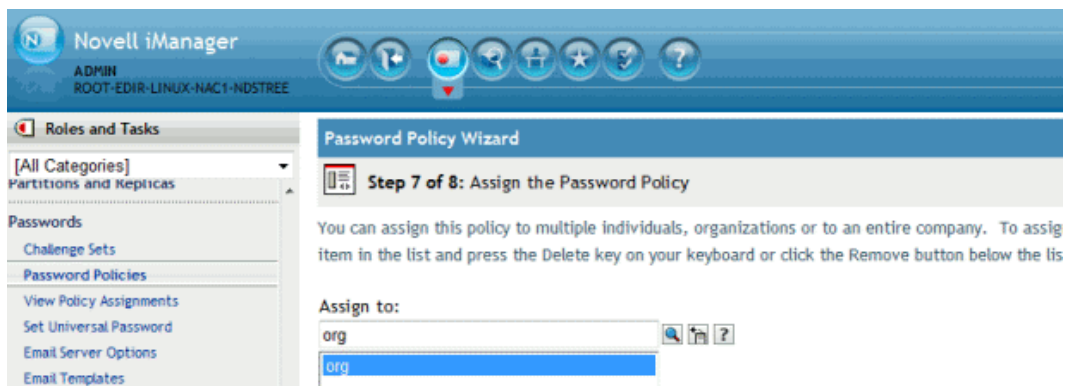 Novell iManager
ADMIN
ROOT-EDIR-LINUX-NAC1-NDSTREE
Roles and Tasks
[All Categories]
Partitions and Replicas
Passwords
Challenge Sets
Password Policies
View Policy Assignments
Set Universal Password
Email Server Options
Email Templates
Password Policy Wizard
Step 7 of 8: Assign the Password Policy
You can assign this policy to multiple individuals, organizations or to an entire company. To assig
item in the list and press the Delete key on your keyboard or click the Remove button below the lis
Assign to:
org
org